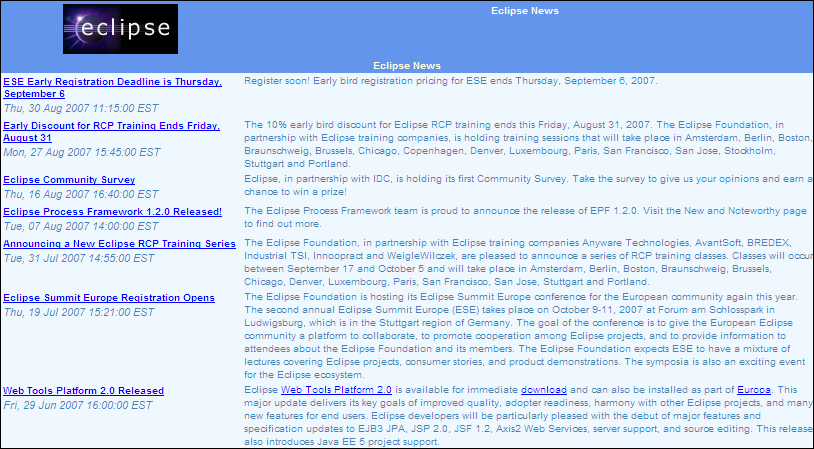 eclipse
Eclipse News
Eclipse News
ESE Early Registration Deadline is Thursday,
September 6
Thu, 30 Aug 2007 11:15:00 EST
Register soon! Early bird registration pricing for ESE ends Thursday, September 6, 2007.
Early Discount for RCP Training Ends Friday,
August 31
Mon, 27 Aug 2007 15:45:00 EST
The 10% early bird discount for Eclipse RCP training ends this Friday, August 31, 2007. The Eclipse Foundation, in
partnership with Eclipse training companies, is holding training sessions that will take place in Amsterdam, Berlin, Boston,
Braunschweig, Brussels, Chicago, Copenhagen, Denver, Luxembourg, Paris, San Francisco, San Jose, Stockholm,
Stuttgart and Portland.
Eclipse Community Survey
Thu, 16 Aug 2007 16:40:00 EST
Eclipse, in partnership with IDC, is holding its first Community Survey. Take the survey to give us your opinions and earn a
chance to win a prize!
Eclipse Process Framework 1.2.0 Released!
Tue, 07 Aug 2007 14:00:00 EST
The Eclipse Process Framework team is proud to announce the release of EPF 1.2.0. Visit the New and Noteworthy page
to find out more.
Announcing a New Eclipse RCP Training Series
Tue, 31 Jul 2007 14:55:00 EST
The Eclipse Foundation, in partnership with Eclipse training companies Anyware Technologies, AvantSoft, BREDEX,
Industrial TSI, Innoopract and WeigleWilczek, are pleased to announce a series of RCP training classes. Classes will occur
between September 17 and October 5 and will take place in Amsterdam, Berlin, Boston, Braunschweig, Brussels,
Chicago, Denver, Luxembourg, Paris, San Francisco, San Jose, Stuttgart and Portland.
Eclipse Summit Europe Registration Opens
Thu, 19 Jul 2007 15:21:00 EST
The Eclipse Foundation is hosting its Eclipse Summit Europe conference for the European community again this year.
The second annual Eclipse Summit Europe (ESE) takes place on October 9-11, 2007 at Forum am Schlosspark in
Ludwigsburg, which is in the Stuttgart region of Germany. The goal of the conference is to give the European Eclipse
community a platform to collaborate, to promote cooperation among Eclipse projects, and to provide information to
attendees about the Eclipse Foundation and its members. The Eclipse Foundation expects ESE to have a mixture of
lectures covering Eclipse projects, consumer stories, and product demonstrations. The symposia is also an exciting event
for the Eclipse ecosystem.
Web Tools Platform 2.0 Released
Fri, 29 Jun 2007 16:00:00 EST
Eclipse Web Tools Platform 2.0 is available for immediate download and can also be installed as part of Europa. This
major update delivers its key goals of improved quality, adopter readiness, harmony with other Eclipse projects, and many
new features for end users. Eclipse developers will be particularly pleased with the debut of major features and
specification updates to EJB3 JPA, JSP 2.0, JSF 1.2, Axis2 Web Services, server support, and source editing. This release
also introduces Java EE 5 project support.